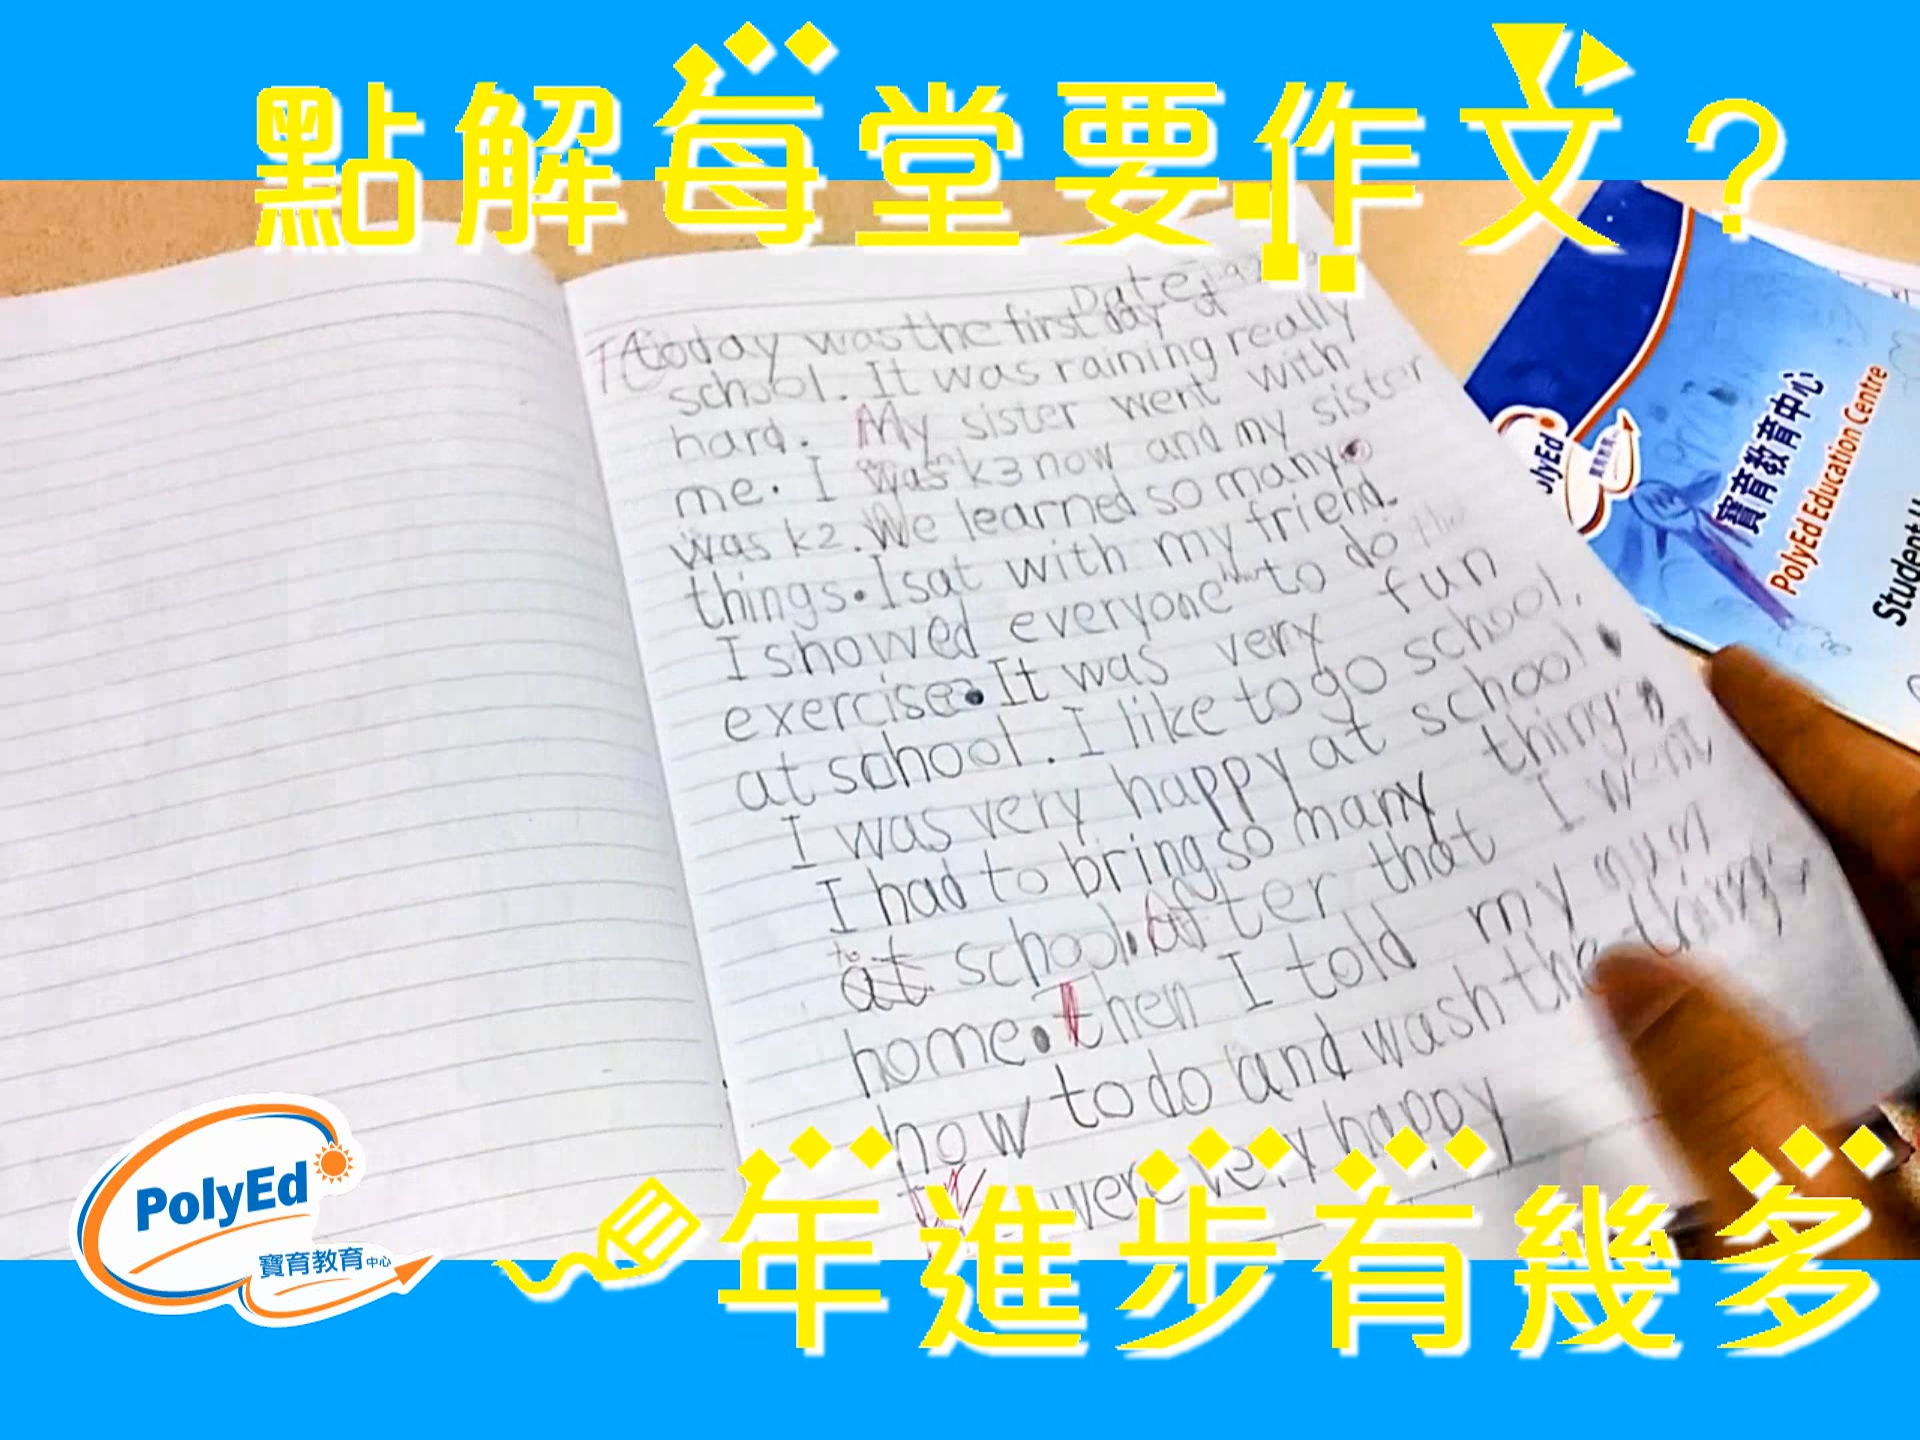 點解每堂要作文？
Date
today was the first day of
school. It was raining really
hard. My sister went with
me. I was k3 now and my sister
was k2. We learned so many
things. I sat with my friend.
I showed everyone to do
exercise. It was very fun
at school. I like to go school.
I was very happy at school.
I had to bring so many things
at to school. After that I went
home. Then I told my mum
how to do and wash the things
were very happy
PolyEd
寶育教育中心
PolyEd Education Centre
Student
PolyEd
寶育教育中心
一年進步有幾多